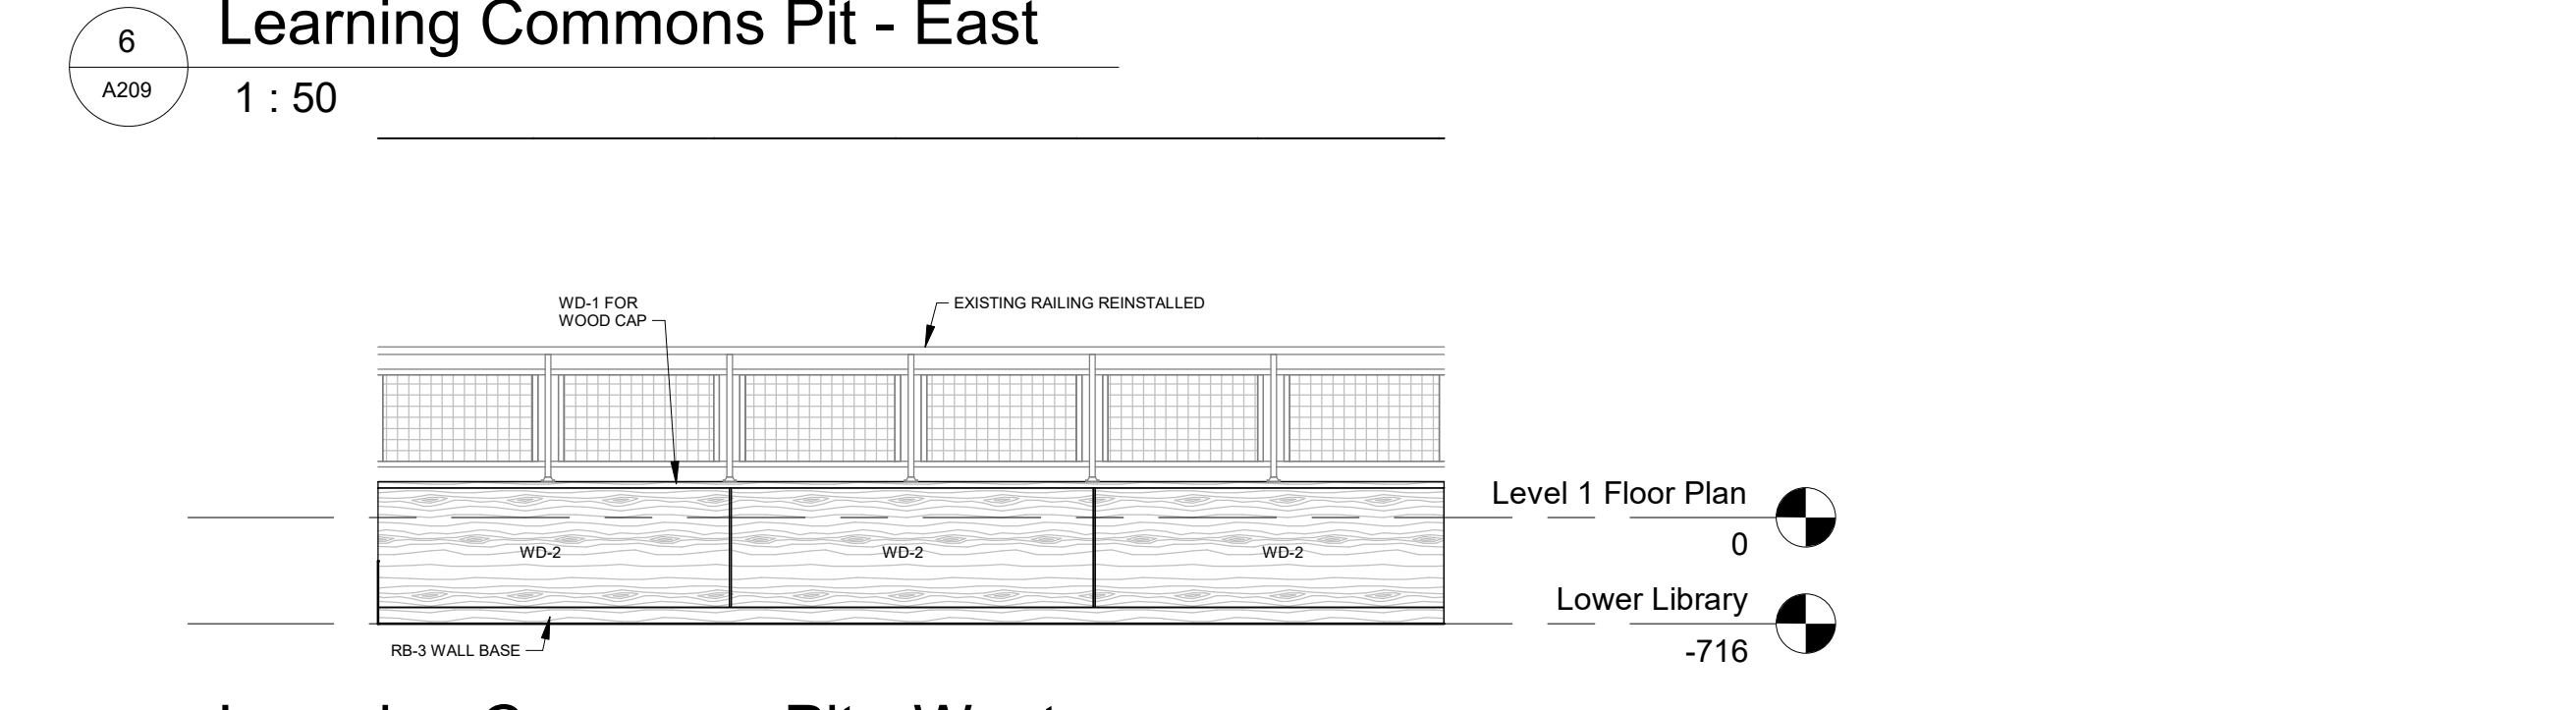 Learning Commons Pit - East
6
A209
1 : 50
WD-1 FOR
WOOD CAP
EXISTING RAILING REINSTALLED
Level 1 Floor Plan
0
WD-2
WD-2
WD-2
Lower Library
-716
RB-3 WALL BASE